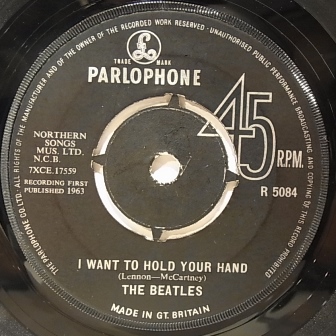 THE PARLOPHONE CO. LTD. ALL RIGHTS OF THE MANUFACTURER AND OF THE OWNER OF THE RECORDED WORK RESERVED. UNAUTHORISED PUBLIC PERFORMANCE BROADCASTING AND COPYING OF THIS RECORD PROHIBITED
£
TRADE MARK
PARLOPHONE
45
R.P.M.
NORTHERN
SONGS
MUS. LTD.
N.C.B.
7XCE.17559
RECORDING FIRST
PUBLISHED 1963
R 5084
I WANT TO HOLD YOUR HAND
(Lennon—McCartney)
THE BEATLES
MADE IN GT. BRITAIN